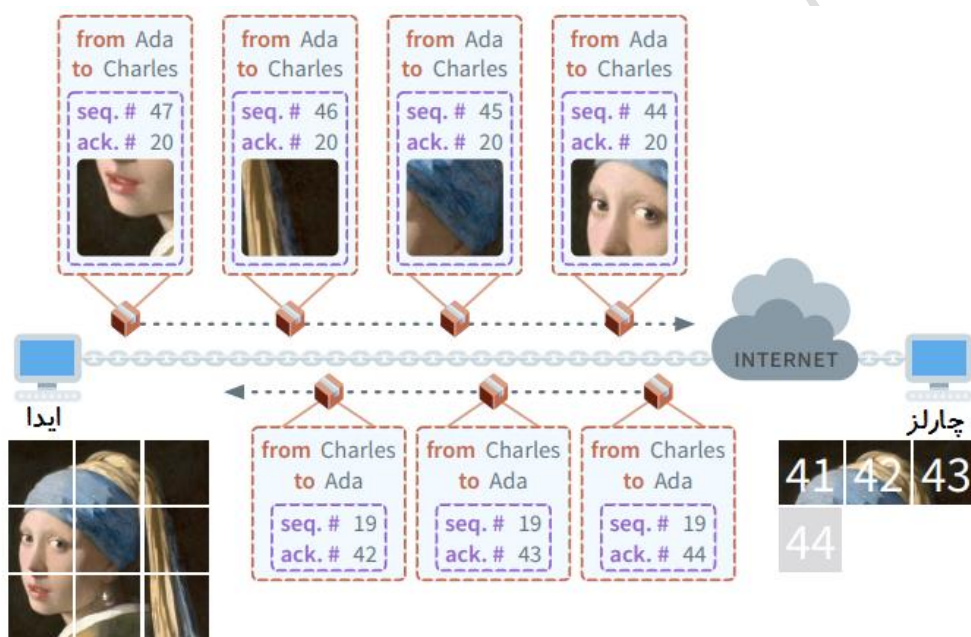 from Ada
to Charles
seq. # 47
ack. # 20
from Ada
to Charles
seq. # 46
ack. # 20
from Ada
to Charles
seq. # 45
ack. # 20
from Ada
to Charles
seq. # 44
ack. # 20
INTERNET
ایدا
چارلز
from Charles
to Ada
seq. # 19
ack. # 42
from Charles
to Ada
seq. # 19
ack. # 43
from Charles
to Ada
seq. # 19
ack. # 44
41 42 43
44